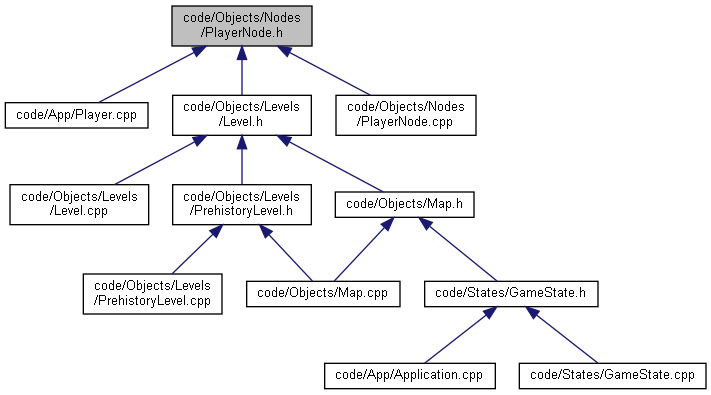 code/Objects/Nodes
/PlayerNode.h
code/App/Player.cpp
code/Objects/Levels
/Level.h
code/Objects/Nodes
/PlayerNode.cpp
code/Objects/Levels
/Level.cpp
code/Objects/Levels
/PrehistoryLevel.h
code/Objects/Map.h
code/Objects/Levels
/PrehistoryLevel.cpp
code/Objects/Map.cpp
code/States/GameState.h
code/App/Application.cpp
code/States/GameState.cpp